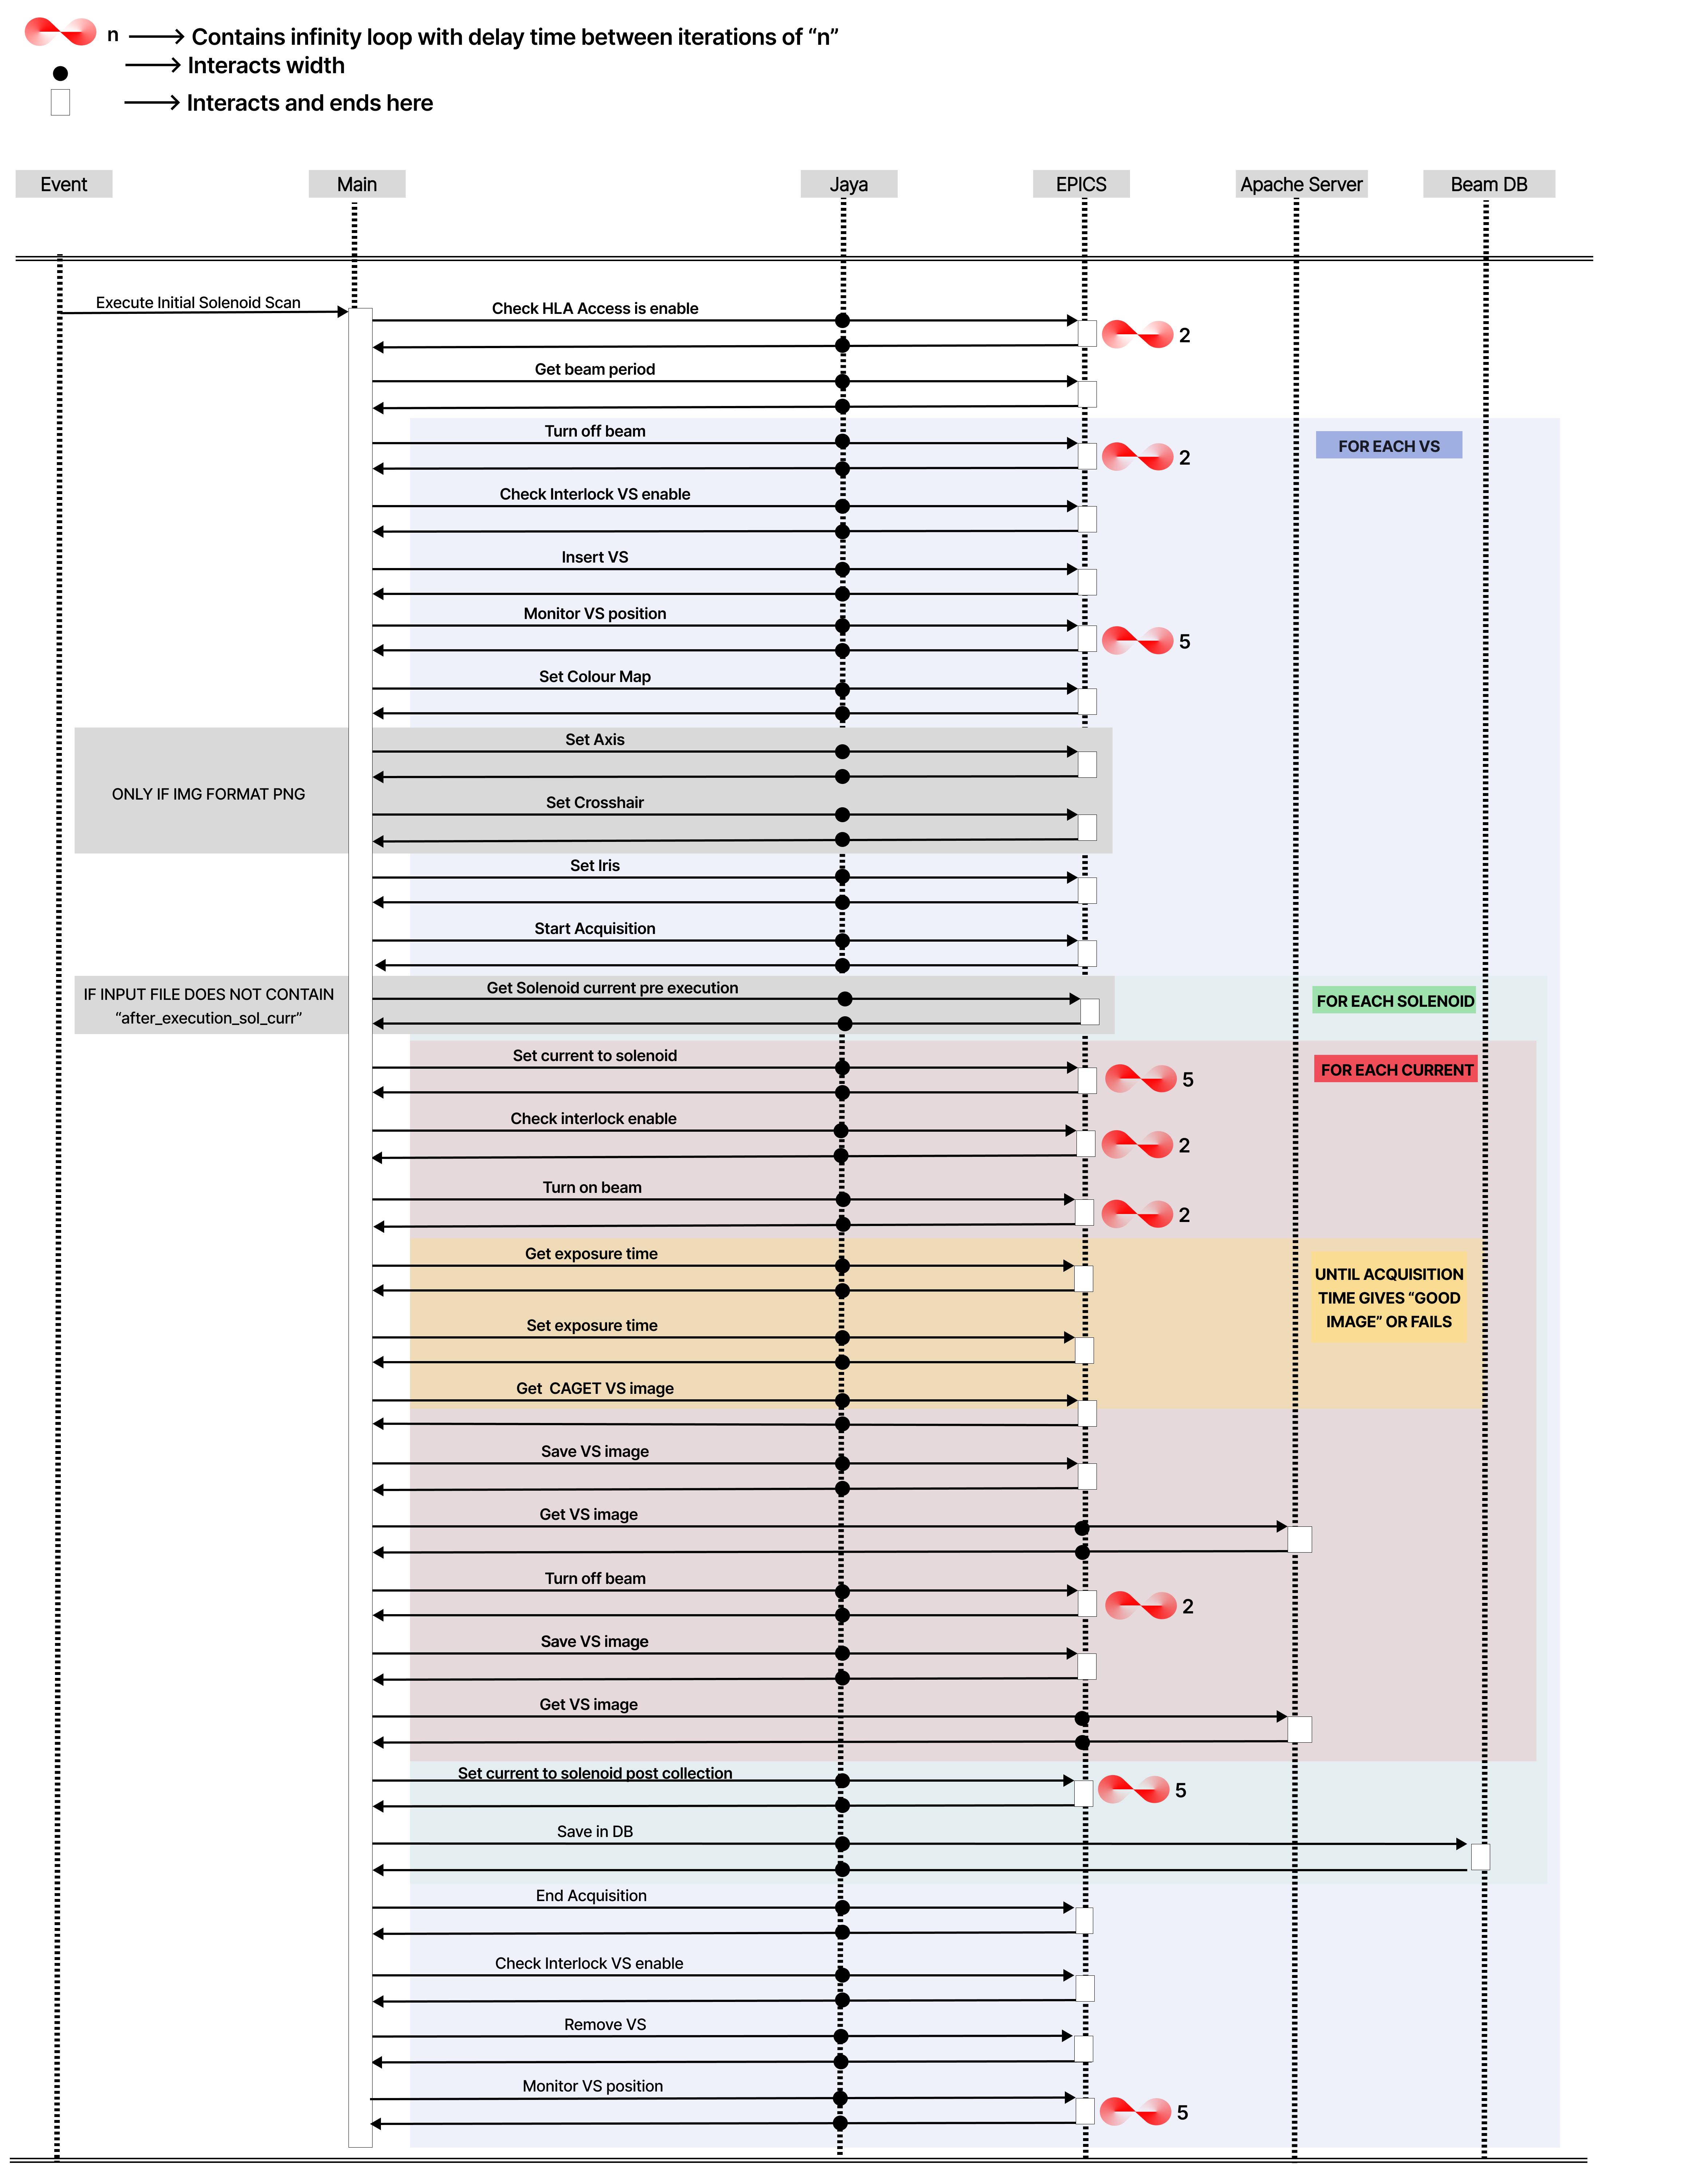 n Contains infinity loop with delay time between iterations of “n”
Interacts width
Interacts and ends here
Event Main Jaya EPICS Apache Server Beam DB
Execute Initial Solenoid Scan
Check HLA Access is enable
2
Get beam period
Turn off beam
FOR EACH VS
2
Check Interlock VS enable
Insert VS
Monitor VS position
5
Set Colour Map
Set Axis
ONLY IF IMG FORMAT PNG
Set Crosshair
Set Iris
Start Acquisition
Get Solenoid current pre execution
IF INPUT FILE DOES NOT CONTAIN
“after_execution_sol_curr”
FOR EACH SOLENOID
Set current to solenoid
FOR EACH CURRENT
5
Check interlock enable
2
Turn on beam
2
Get exposure time
UNTIL ACQUISITION
TIME GIVES “GOOD
IMAGE” OR FAILS
Set exposure time
Get CAGET VS image
Save VS image
Get VS image
Turn off beam
2
Save VS image
Get VS image
Set current to solenoid post collection
5
Save in DB
End Acquisition
Check Interlock VS enable
Remove VS
Monitor VS position
5